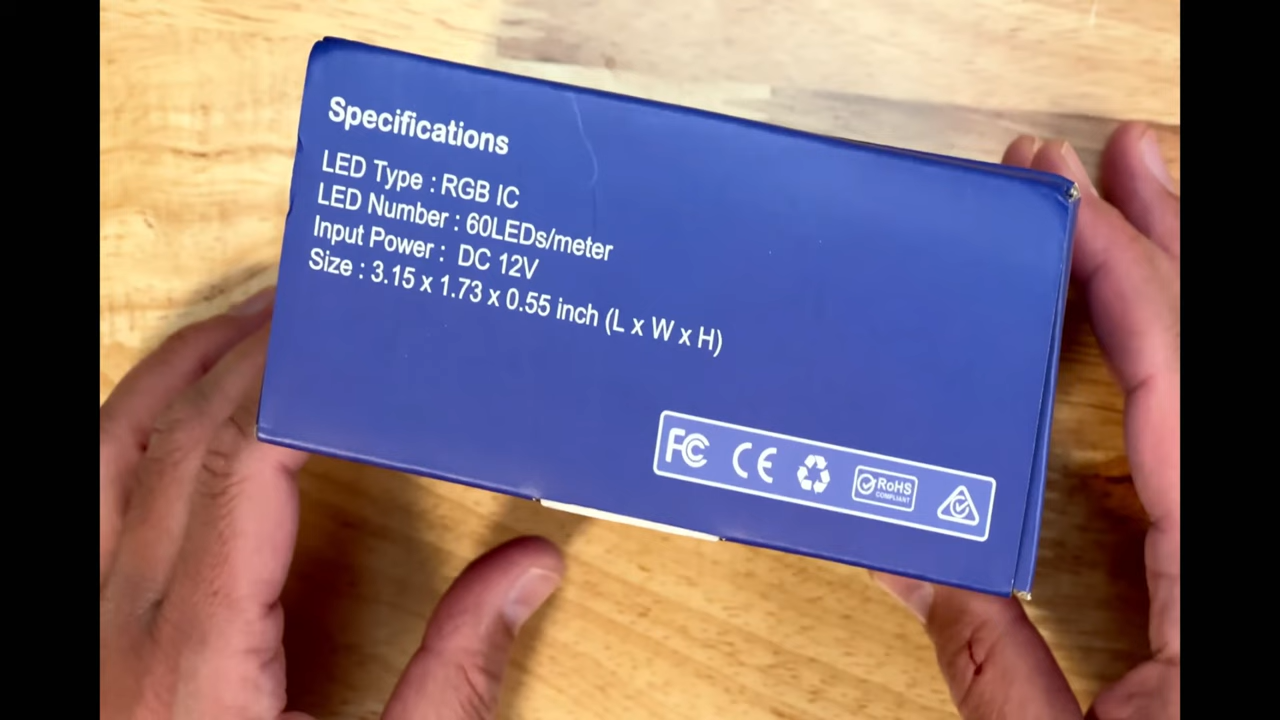 Specifications
LED Type : RGB IC
LED Number : 60LEDs/meter
Input Power : DC 12V
Size : 3.15 x 1.73 x 0.55 inch (L x W x H)
FC CE RoHS
COMPLIANT